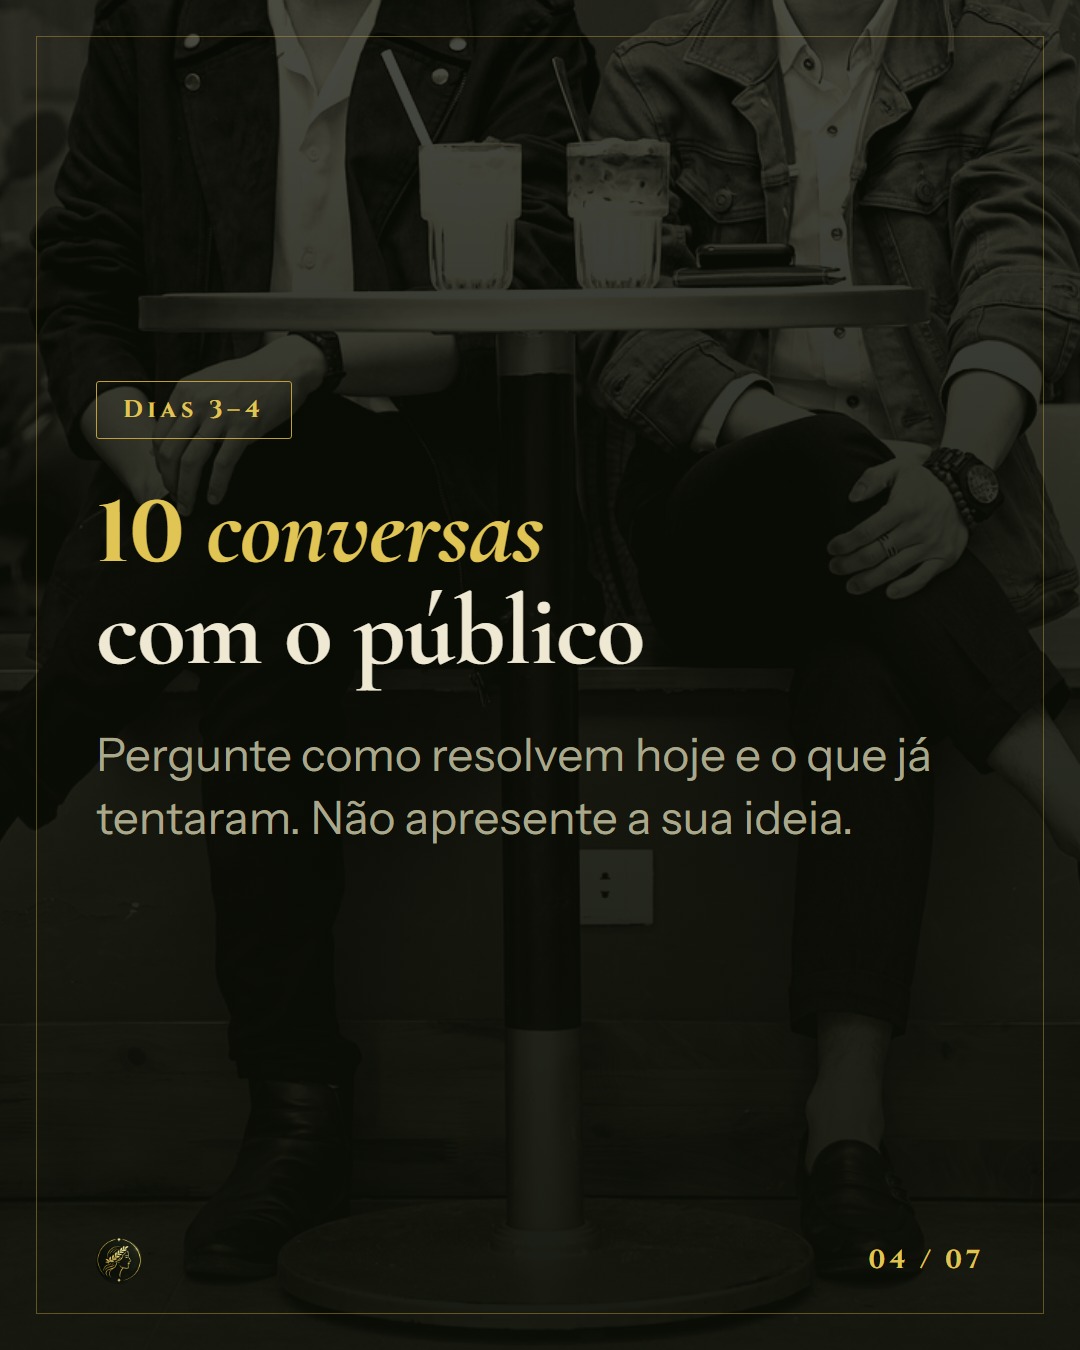 Dias 3–4
10 conversas
com o público
Pergunte como resolvem hoje e o que já
tentaram. Não apresente a sua ideia.
04 / 07